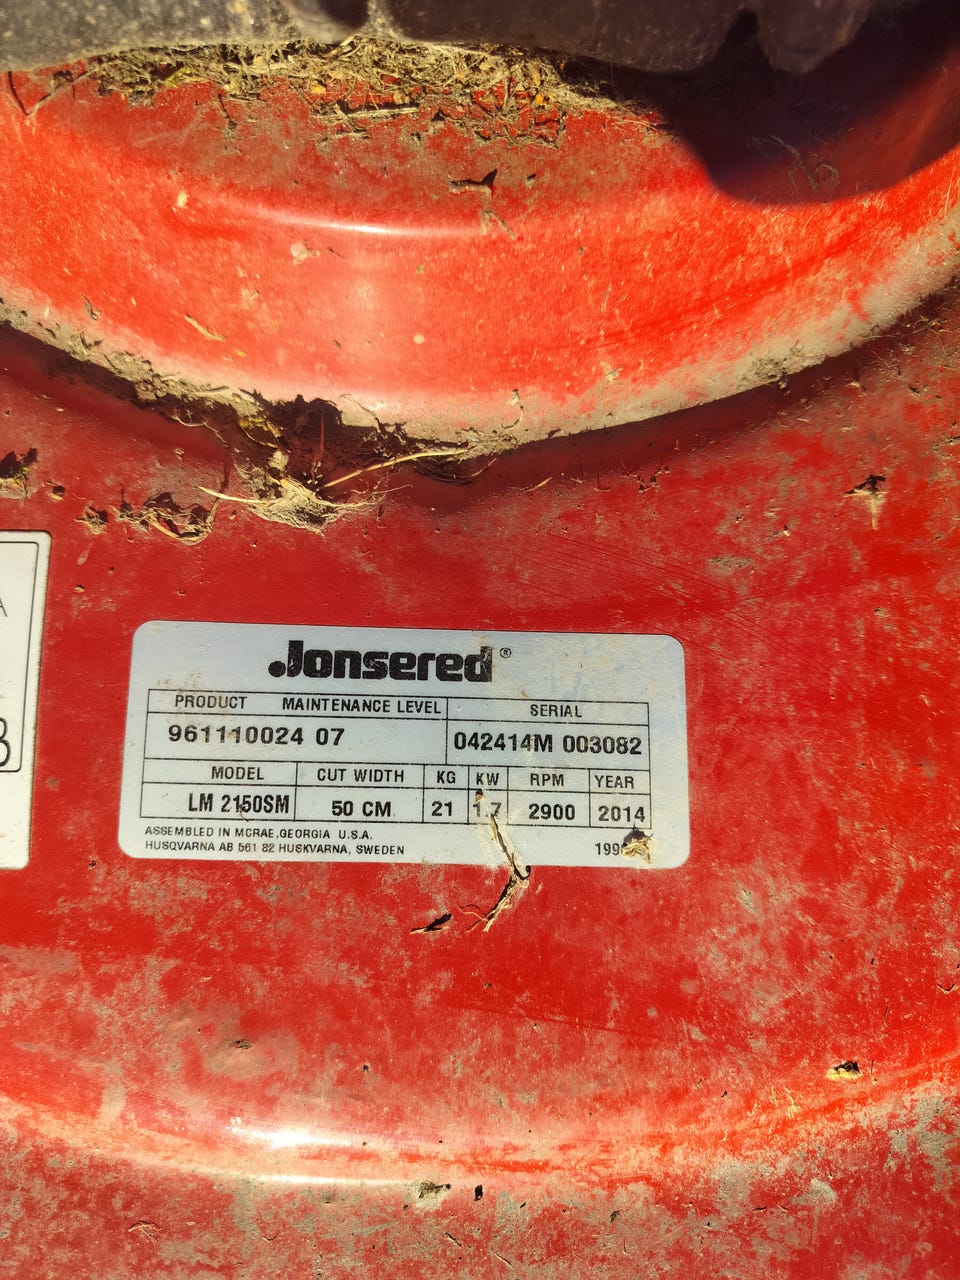 Jonsered®
PRODUCT MAINTENANCE LEVEL SERIAL
961110024 07 042414M 003082
MODEL CUT WIDTH KG KW RPM YEAR
LM 2150SM 50 CM 21 1.7 2900 2014
ASSEMBLED IN MCRAE, GEORGIA U.S.A.
HUSQVARNA AB 561 82 HUSKVARNA, SWEDEN